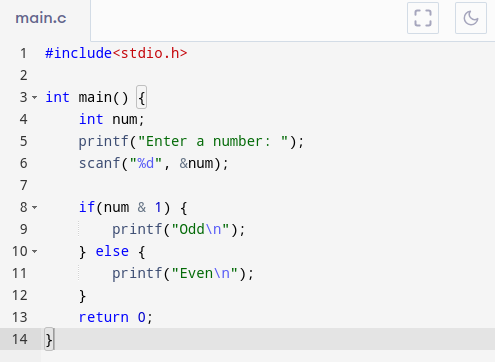 main.c
1 #include<stdio.h>
2
3 int main() {
4     int num;
5     printf("Enter a number: ");
6     scanf("%d", &num);
7
8     if(num & 1) {
9         printf("Odd\n");
10     } else {
11         printf("Even\n");
12     }
13     return 0;
14 }